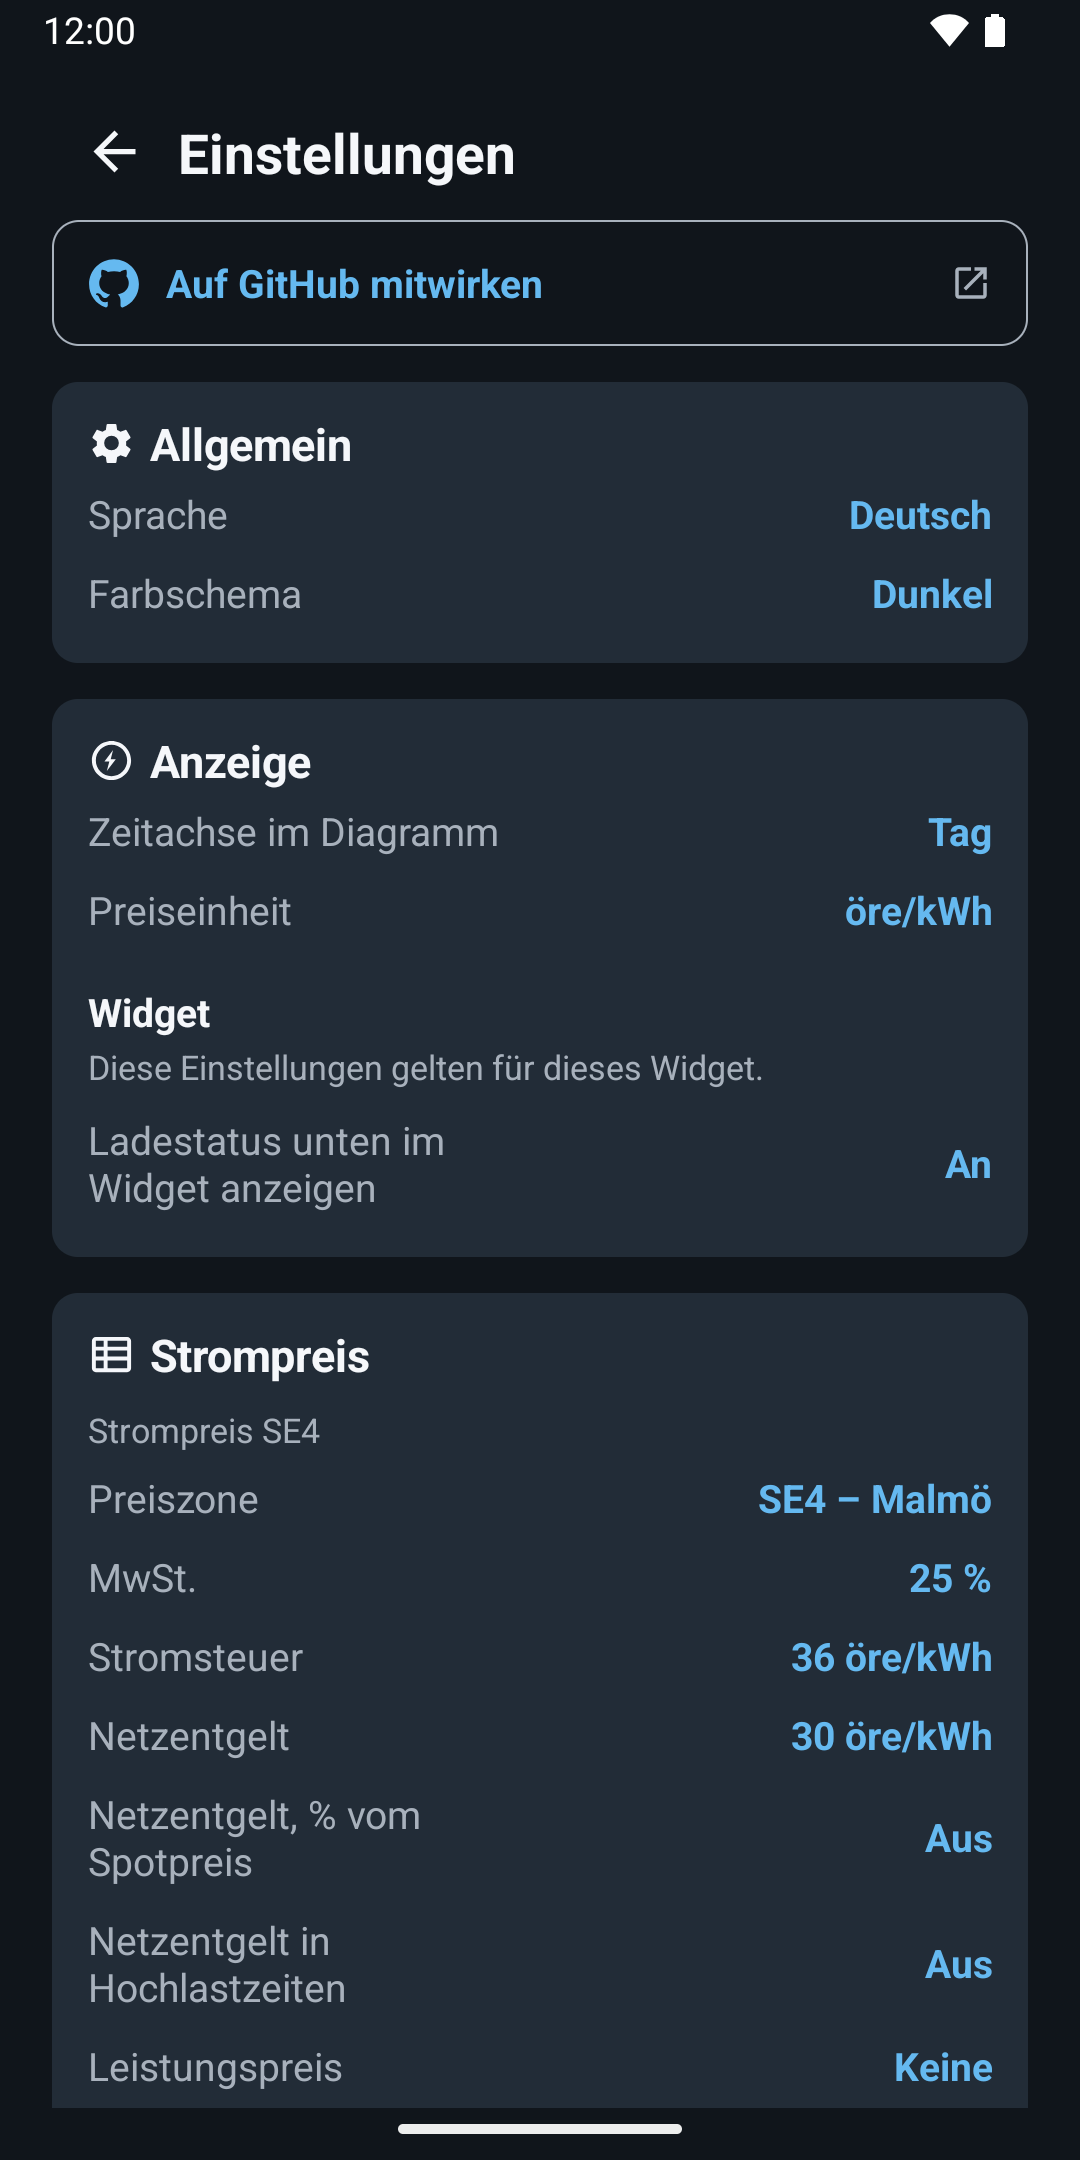 12:00
Einstellungen
Auf GitHub mitwirken
Allgemein
Sprache
Deutsch
Farbschema
Dunkel
Anzeige
Zeitachse im Diagramm
Tag
Preiseinheit
öre/kWh
Widget
Diese Einstellungen gelten für dieses Widget.
Ladestatus unten im
Widget anzeigen
An
Strompreis
Strompreis SE4
Preiszone
SE4 – Malmö
MwSt.
25 %
Stromsteuer
36 öre/kWh
Netzentgelt
30 öre/kWh
Netzentgelt, % vom
Spotpreis
Aus
Netzentgelt in
Hochlastzeiten
Aus
Leistungspreis
Keine